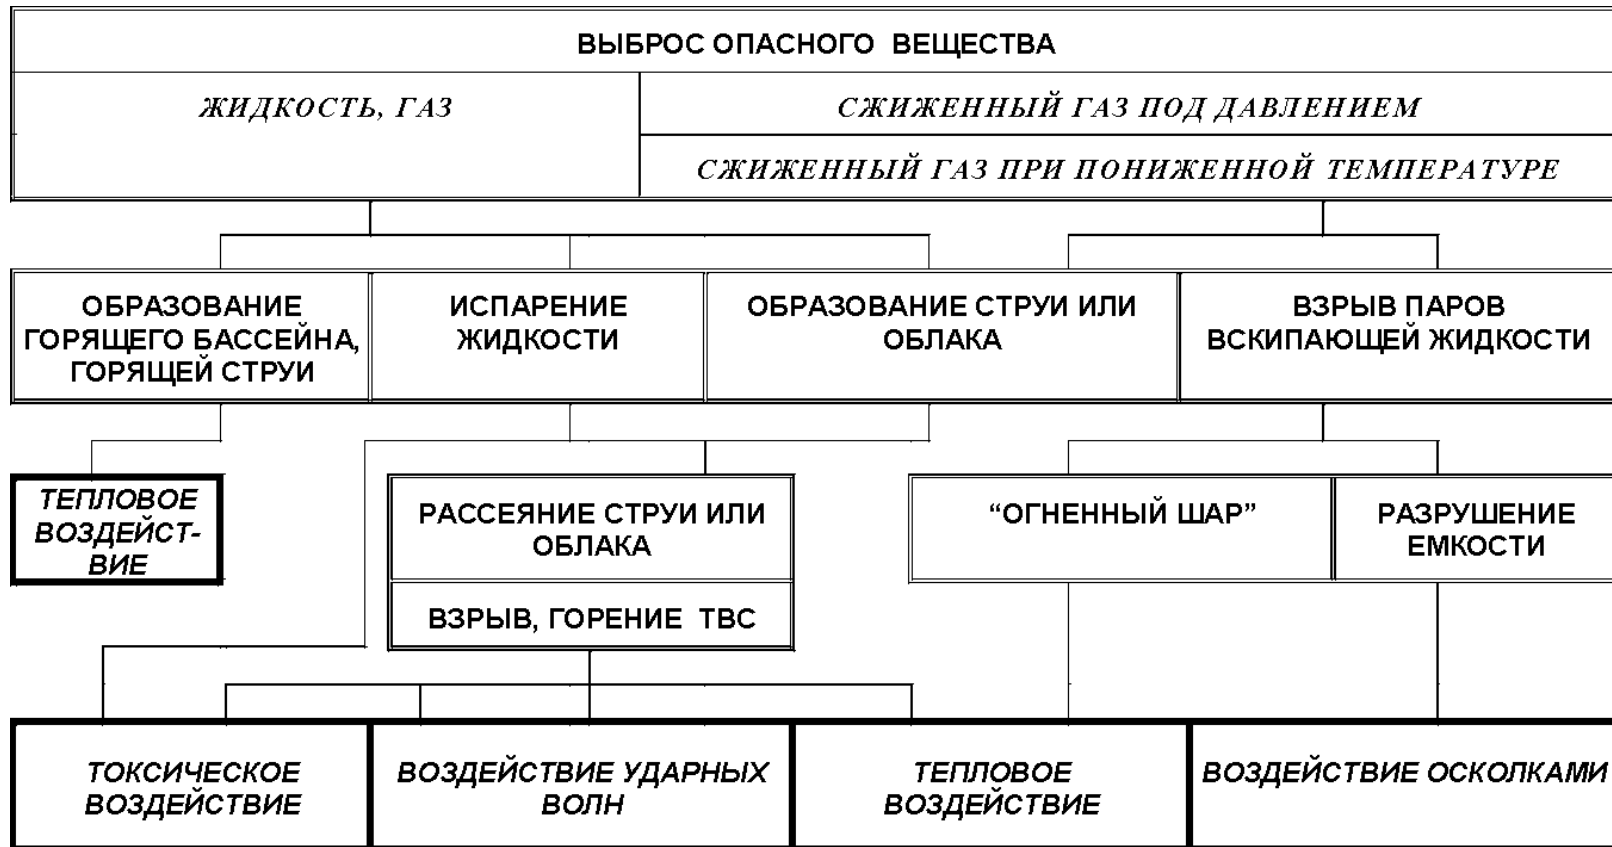 ВЫБРОС ОПАСНОГО ВЕЩЕСТВА
ЖИДКОСТЬ, ГАЗ
СЖИЖЕННЫЙ ГАЗ ПОД ДАВЛЕНИЕМ
СЖИЖЕННЫЙ ГАЗ ПРИ ПОНИЖЕННОЙ ТЕМПЕРАТУРЕ
ОБРАЗОВАНИЕ
ГОРЯЩЕГО БАССЕЙНА,
ГОРЯЩЕЙ СТРУИ
ИСПАРЕНИЕ
ЖИДКОСТИ
ОБРАЗОВАНИЕ СТРУИ ИЛИ
ОБЛАКА
ВЗРЫВ ПАРОВ
ВСКИПАЮЩЕЙ ЖИДКОСТИ
ТЕПЛОВОЕ
ВОЗДЕЙСТ-
ВИЕ
РАССЕЯНИЕ СТРУИ ИЛИ
ОБЛАКА
ВЗРЫВ, ГОРЕНИЕ ТВС
“ОГНЕННЫЙ ШАР”
РАЗРУШЕНИЕ
ЕМКОСТИ
ТОКСИЧЕСКОЕ
ВОЗДЕЙСТВИЕ
ВОЗДЕЙСТВИЕ УДАРНЫХ
ВОЛН
ТЕПЛОВОЕ
ВОЗДЕЙСТВИЕ
ВОЗДЕЙСТВИЕ ОСКОЛКАМИ